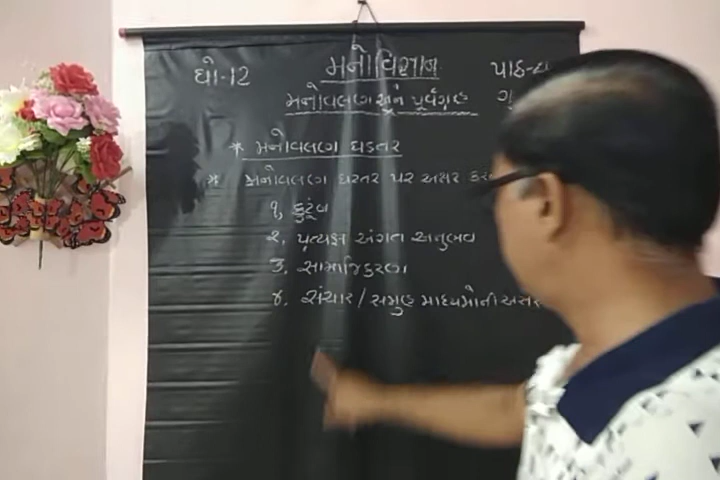 ધો-12 મનોવિજ્ઞાન પાઠ-
મનોવલણ અને પૂર્વગ્રહ
* મનોવલણ ઘડતર
* મનોવલણ ઘડતર પર અસર
૧. કુટુંબ
૨. પ્રત્યક્ષ અંગત અનુભવ
૩. સામાજિકરણ
૪. સંચાર / સમુહ માધ્યમોની અસર